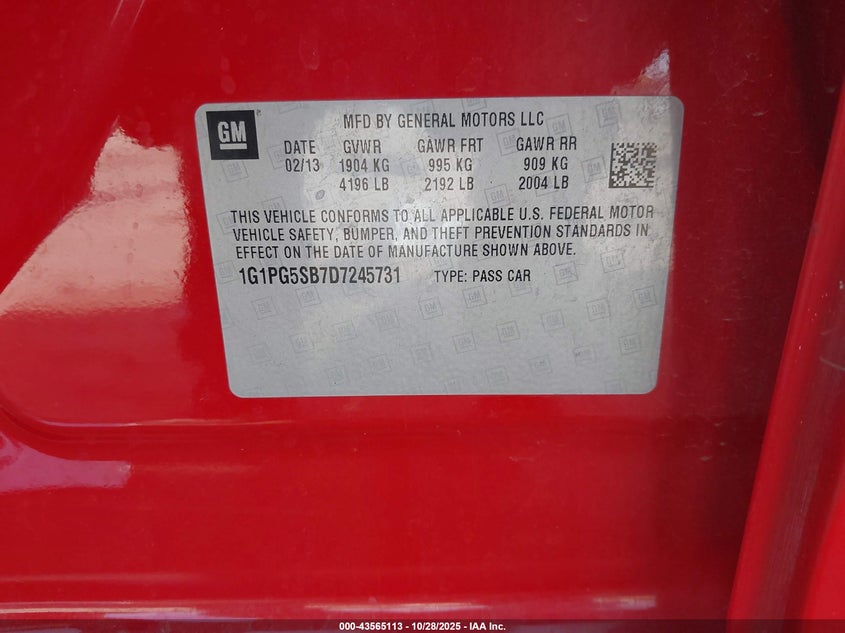 GM
MFD BY GENERAL MOTORS LLC
DATE GVWR GAWR FRT GAWR RR
02/13 1904 KG 995 KG 909 KG
4196 LB 2192 LB 2004 LB
THIS VEHICLE CONFORMS TO ALL APPLICABLE U.S. FEDERAL MOTOR
VEHICLE SAFETY, BUMPER, AND THEFT PREVENTION STANDARDS IN
EFFECT ON THE DATE OF MANUFACTURE SHOWN ABOVE.
1G1PG5SB7D7245731 TYPE: PASS CAR
000-43565113 - 10/28/2025 - IAA Inc.